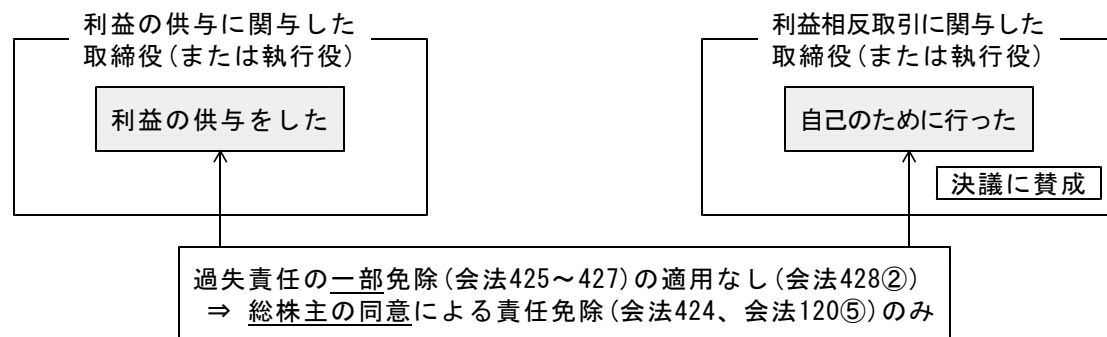 利益の供与に関与した
取締役(または執行役)
利益の供与をした
利益相反取引に関与した
取締役(または執行役)
自己のために行った
決議に賛成
過失責任の一部免除(会法425～427)の適用なし(会法428②)
⇒ 総株主の同意による責任免除(会法424、会法120⑤)のみ